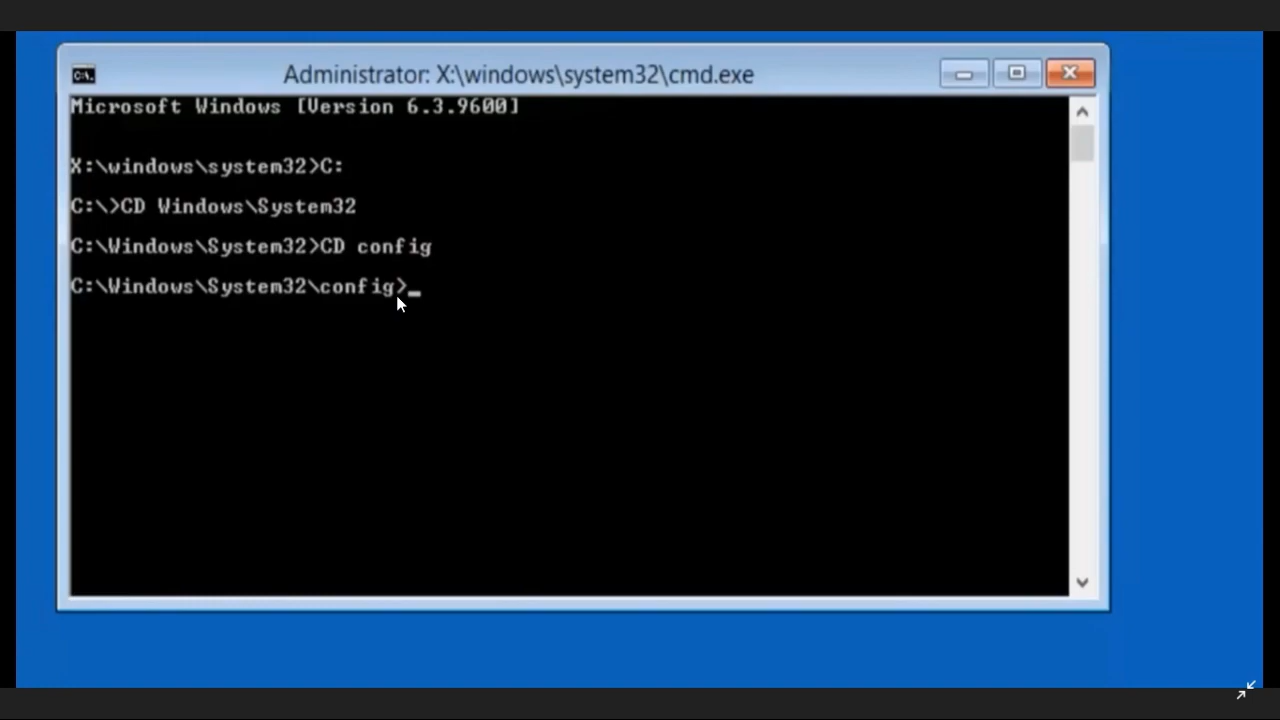 Administrator: X:\windows\system32\cmd.exe
Microsoft Windows [Version 6.3.9600]
X:\windows\system32>C:
C:\>CD Windows\System32
C:\Windows\System32>CD config
C:\Windows\System32\config>_